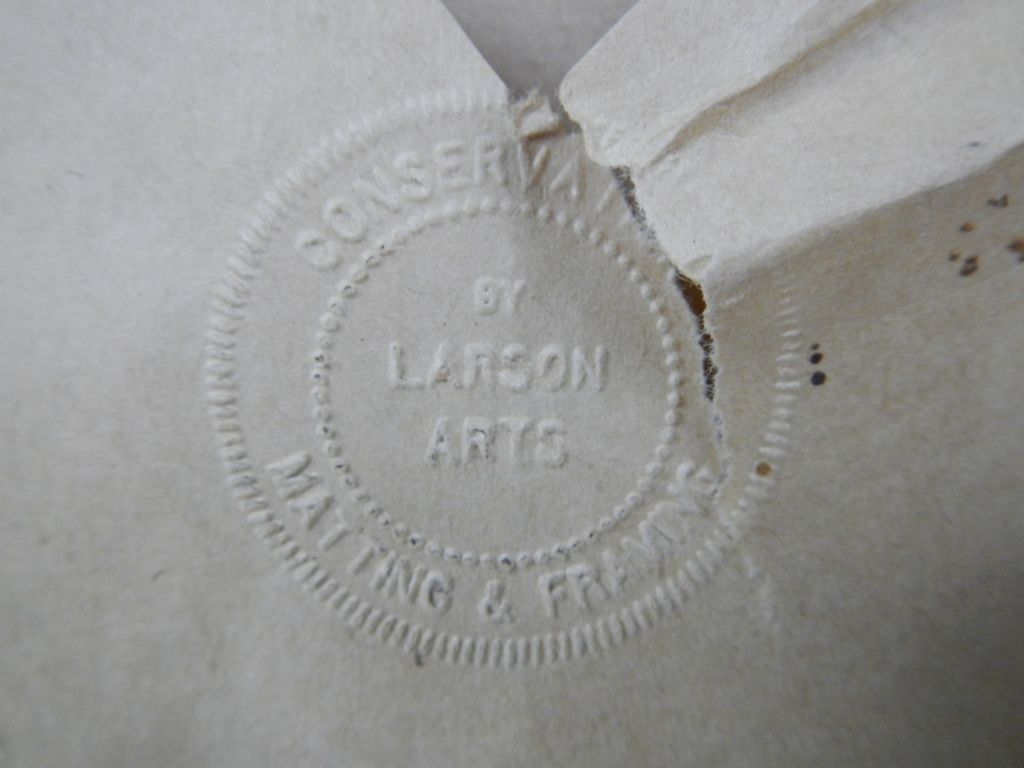 CONSERVA
BY
LARSON
ARTS
MATTING & FRAMING